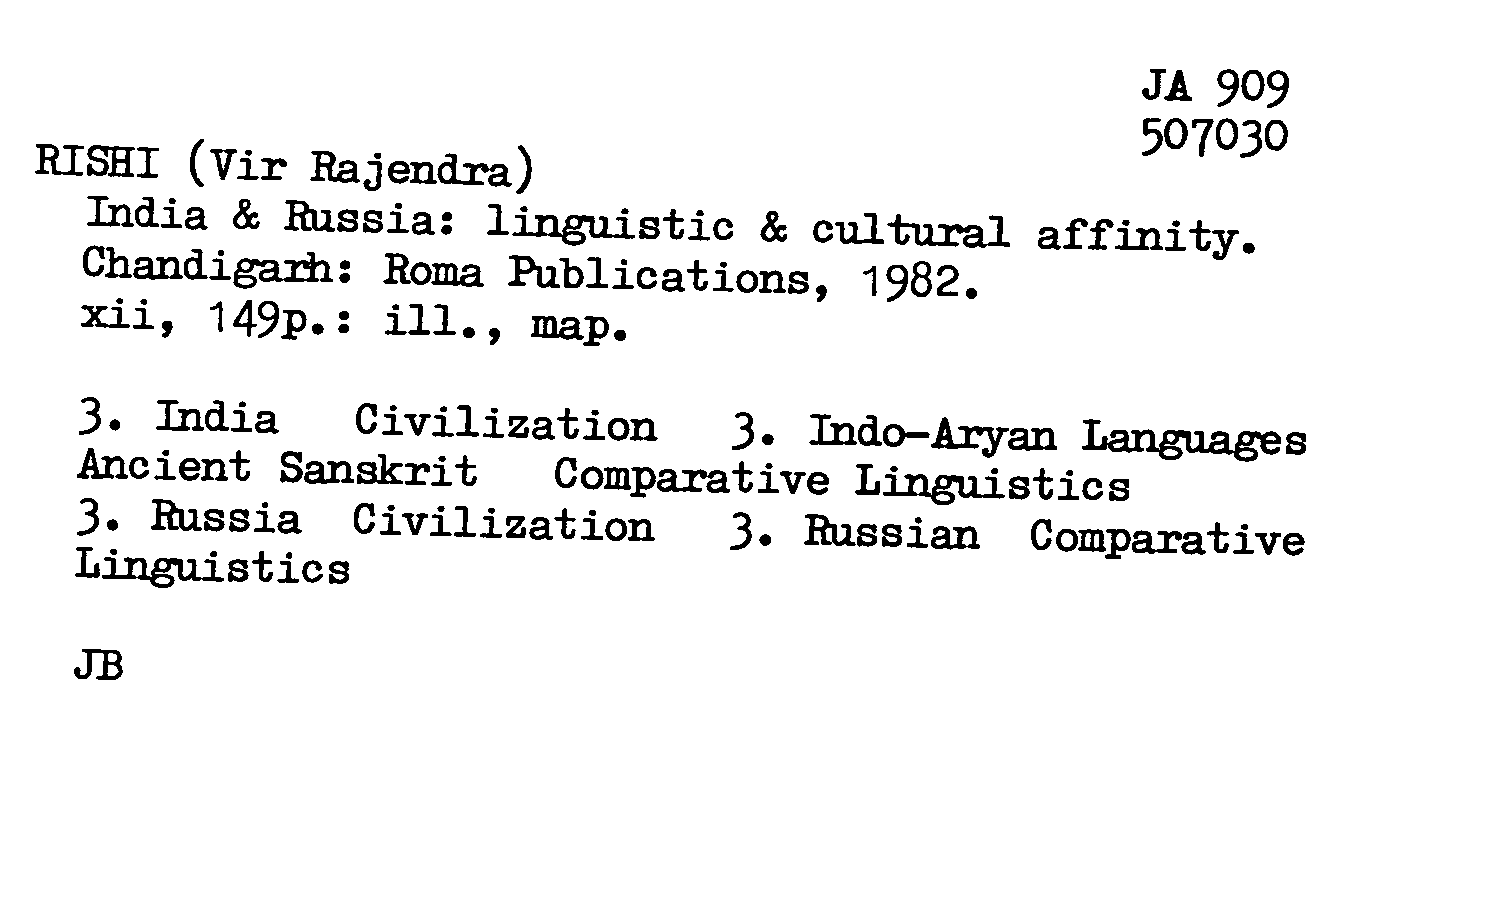 JA 909
507030
RISHI (Vir Rajendra)
India & Russia: linguistic & cultural affinity.
Chandigarh: Roma Publications, 1982.
xii, 149p.: ill., map.
3. India Civilization 3. Indo-Aryan Languages
Ancient Sanskrit Comparative Linguistics
3. Russia Civilization 3. Russian Comparative
Linguistics
JB